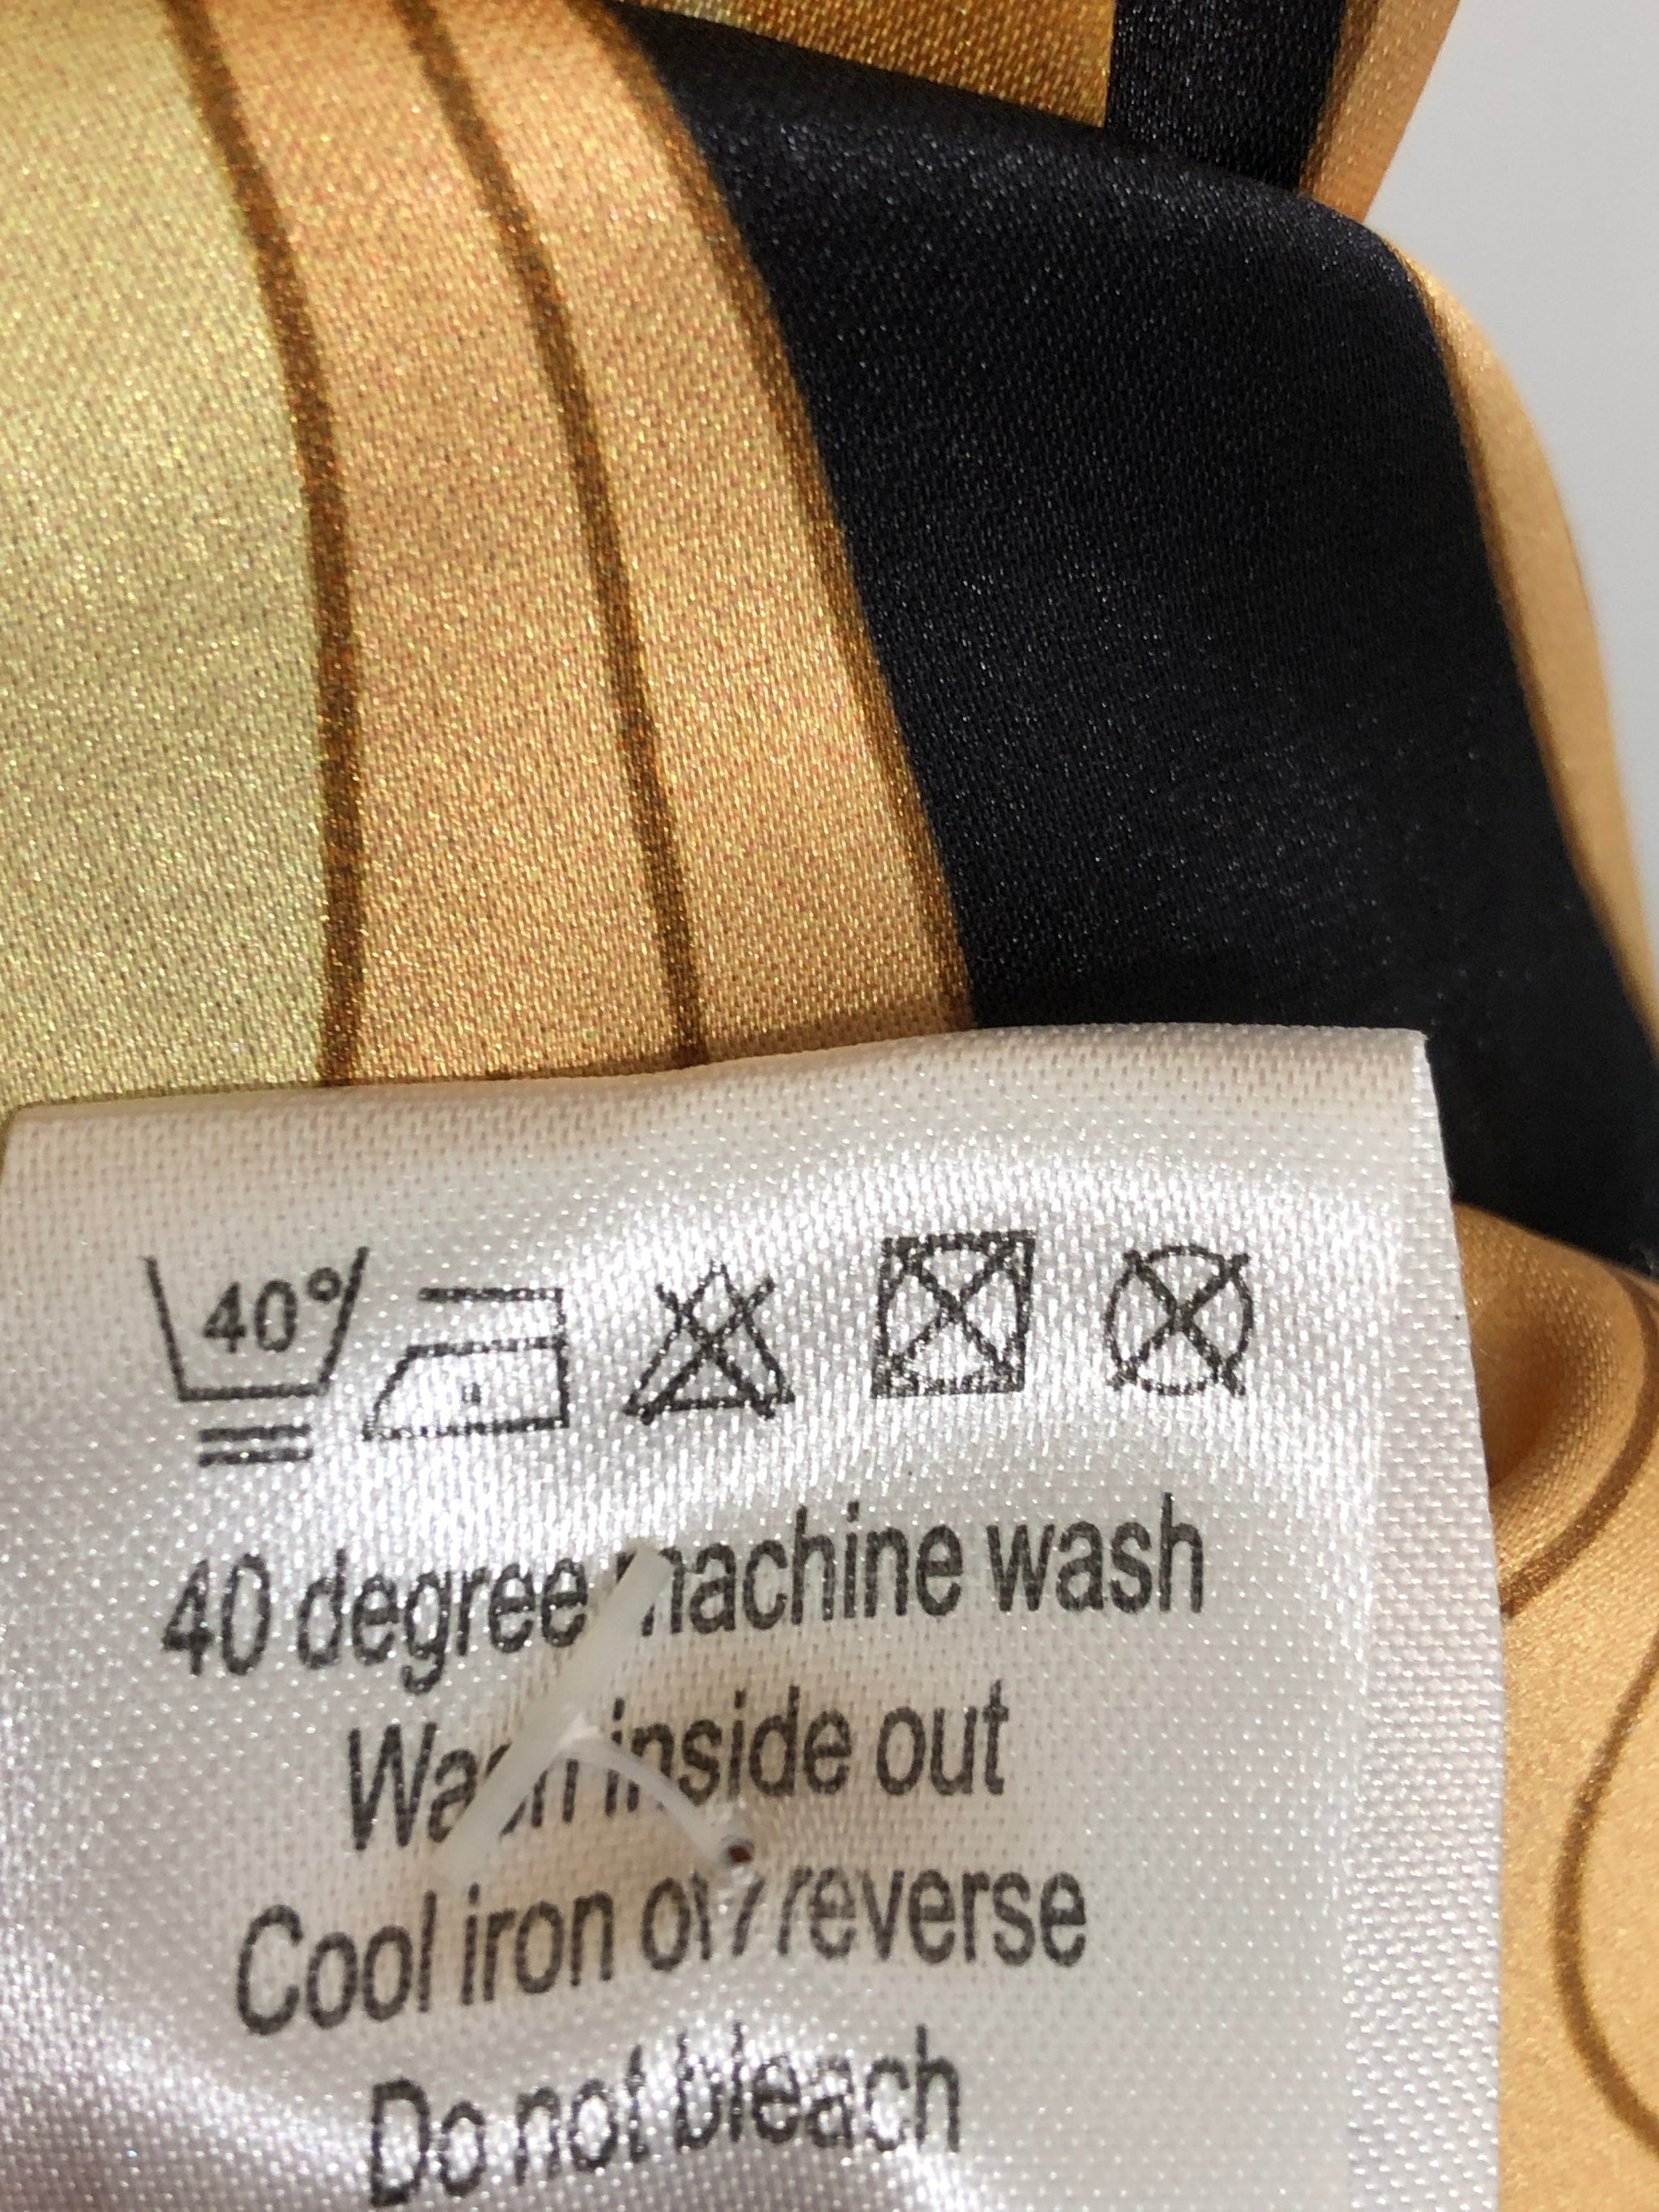 40°
40 degree machine wash
Wash inside out
Cool iron on reverse
Do not bleach